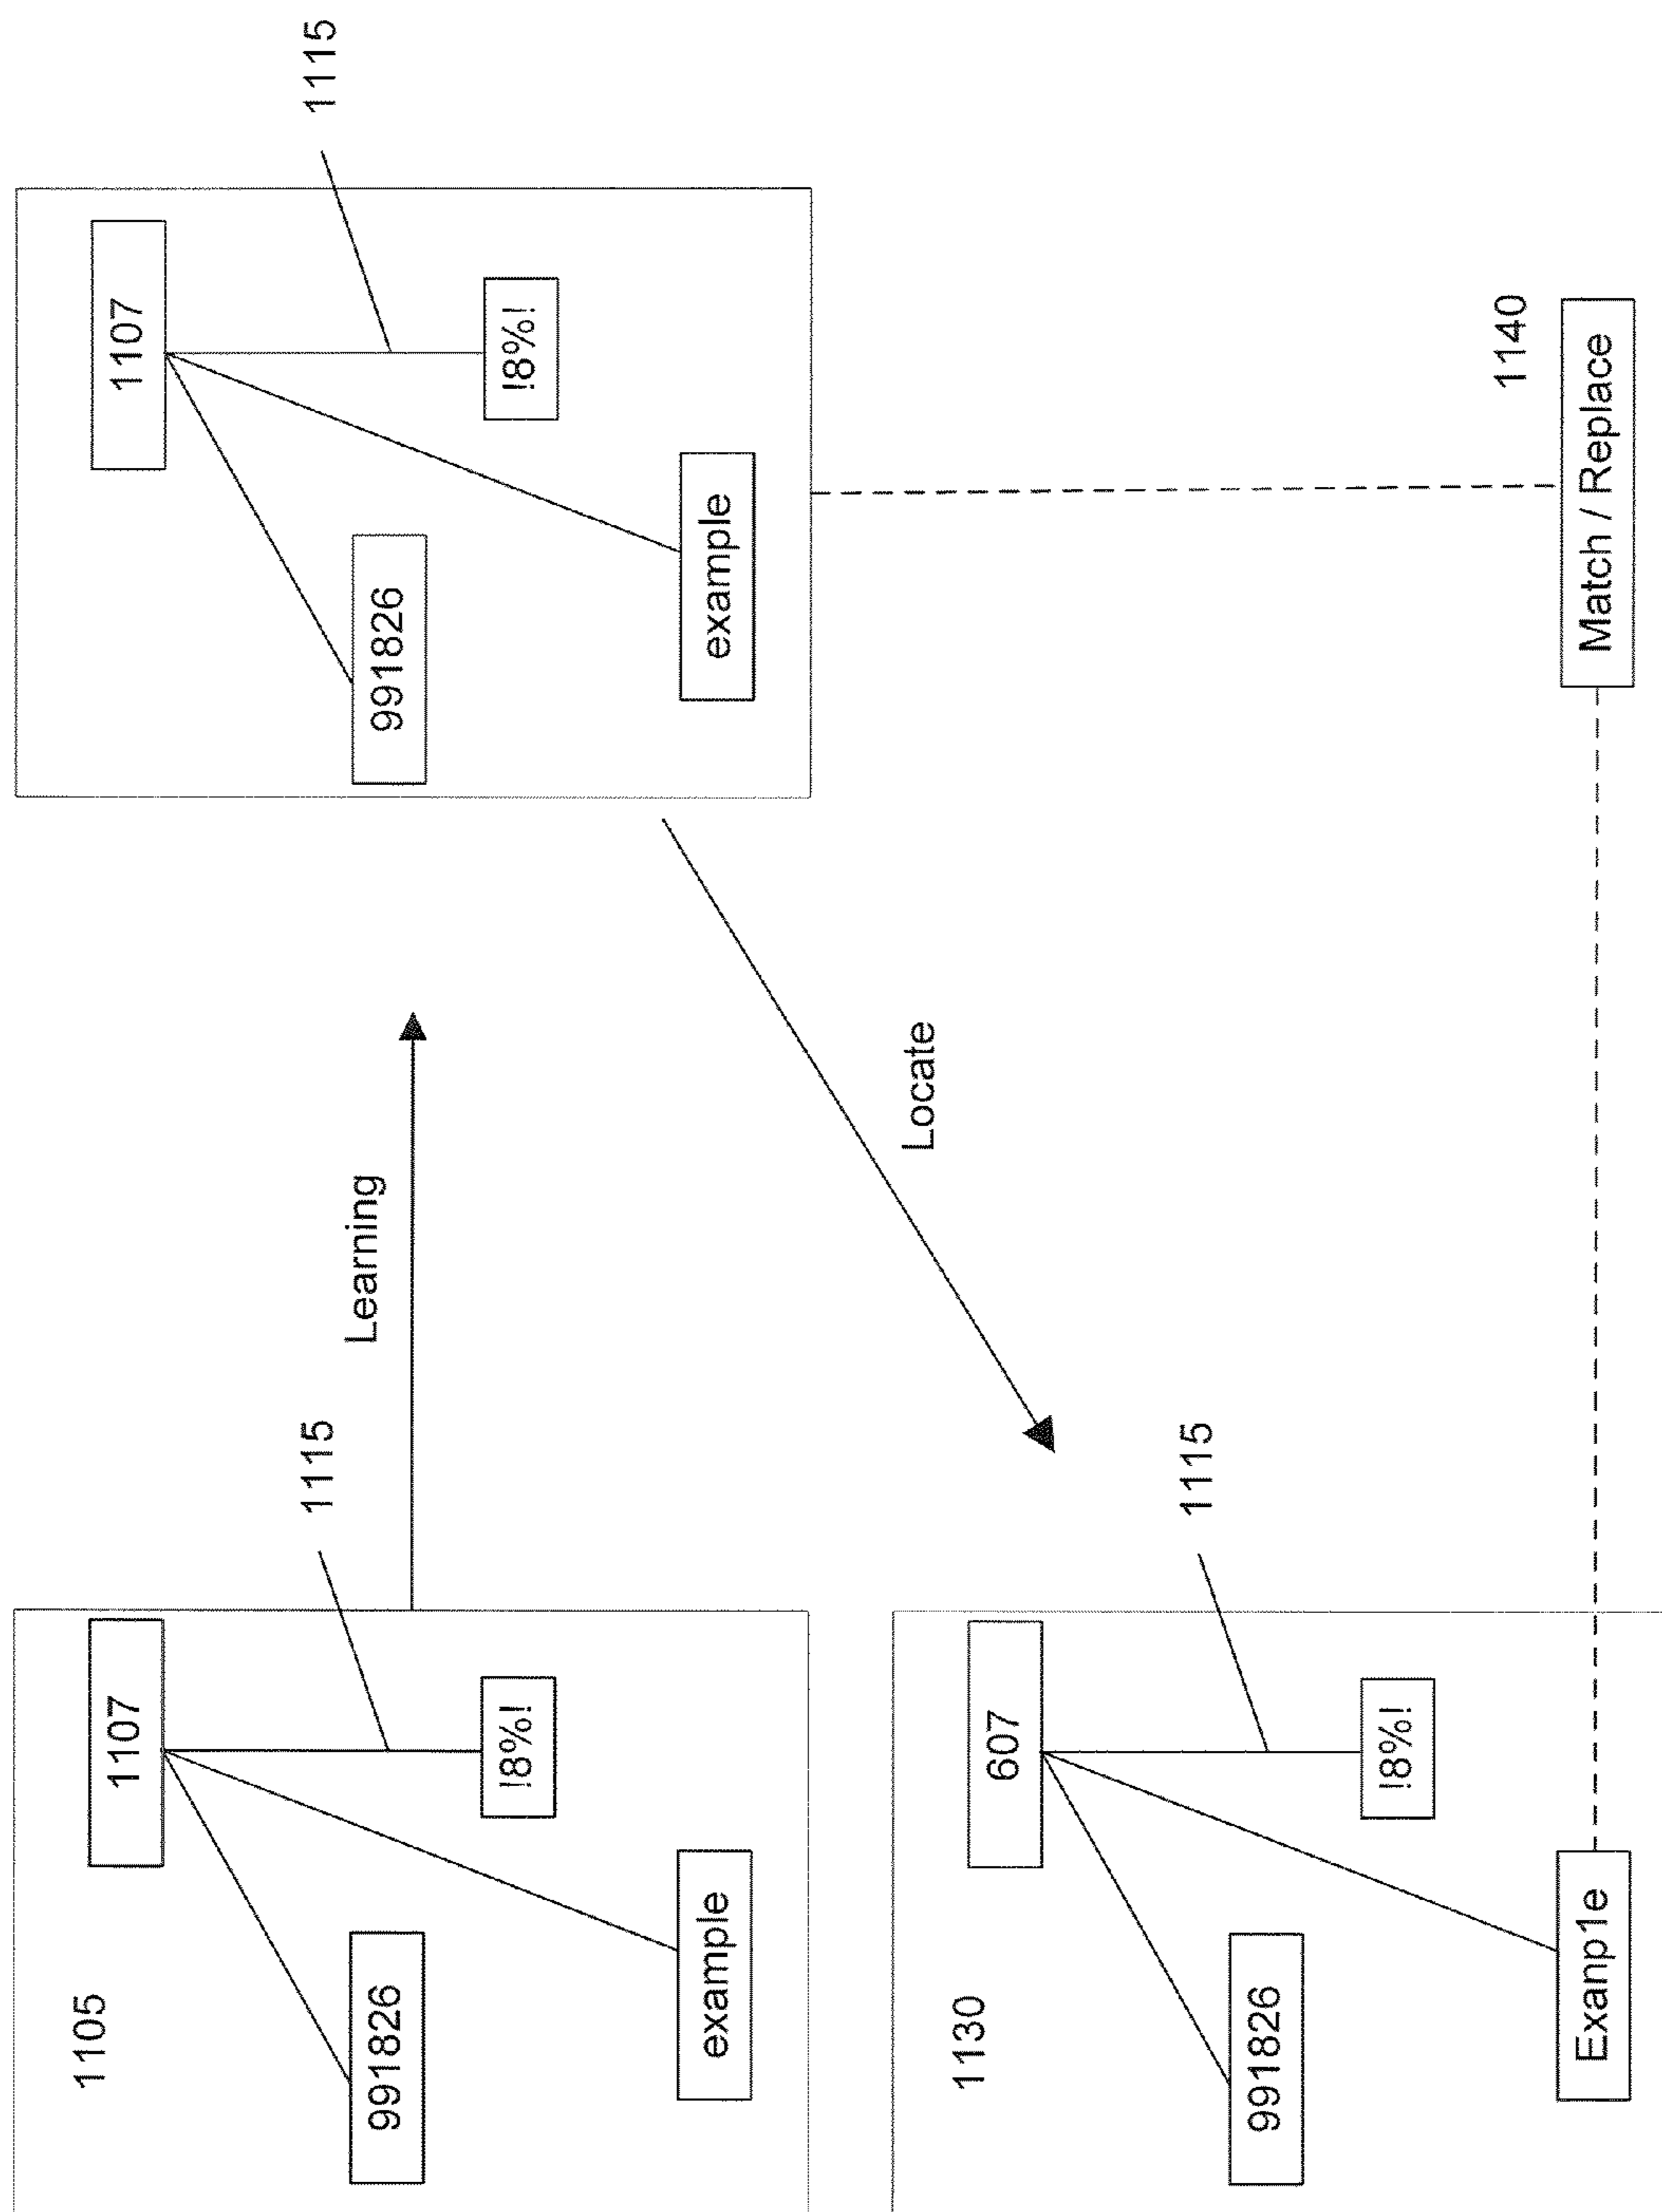 1105
1107
991826
!8%!
example
1115
Learning
1107
991826
!8%!
example
1115
Locate
1130
607
991826
!8%!
Exanp1e
1115
1140
Match / Replace